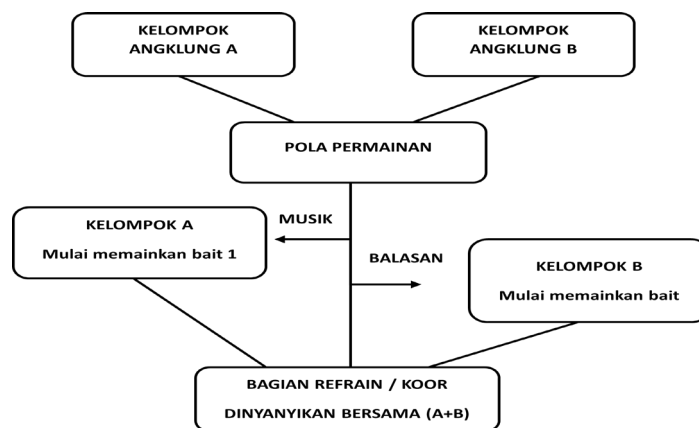 KELOMPOK
ANGKLUNG A
KELOMPOK
ANGKLUNG B
POLA PERMAINAN
MUSIK
KELOMPOK A
Mulai memainkan bait 1
BALASAN
KELOMPOK B
Mulai memainkan bait
BAGIAN REFRAIN / KOOR
DINYANYIKAN BERSAMA (A+B)